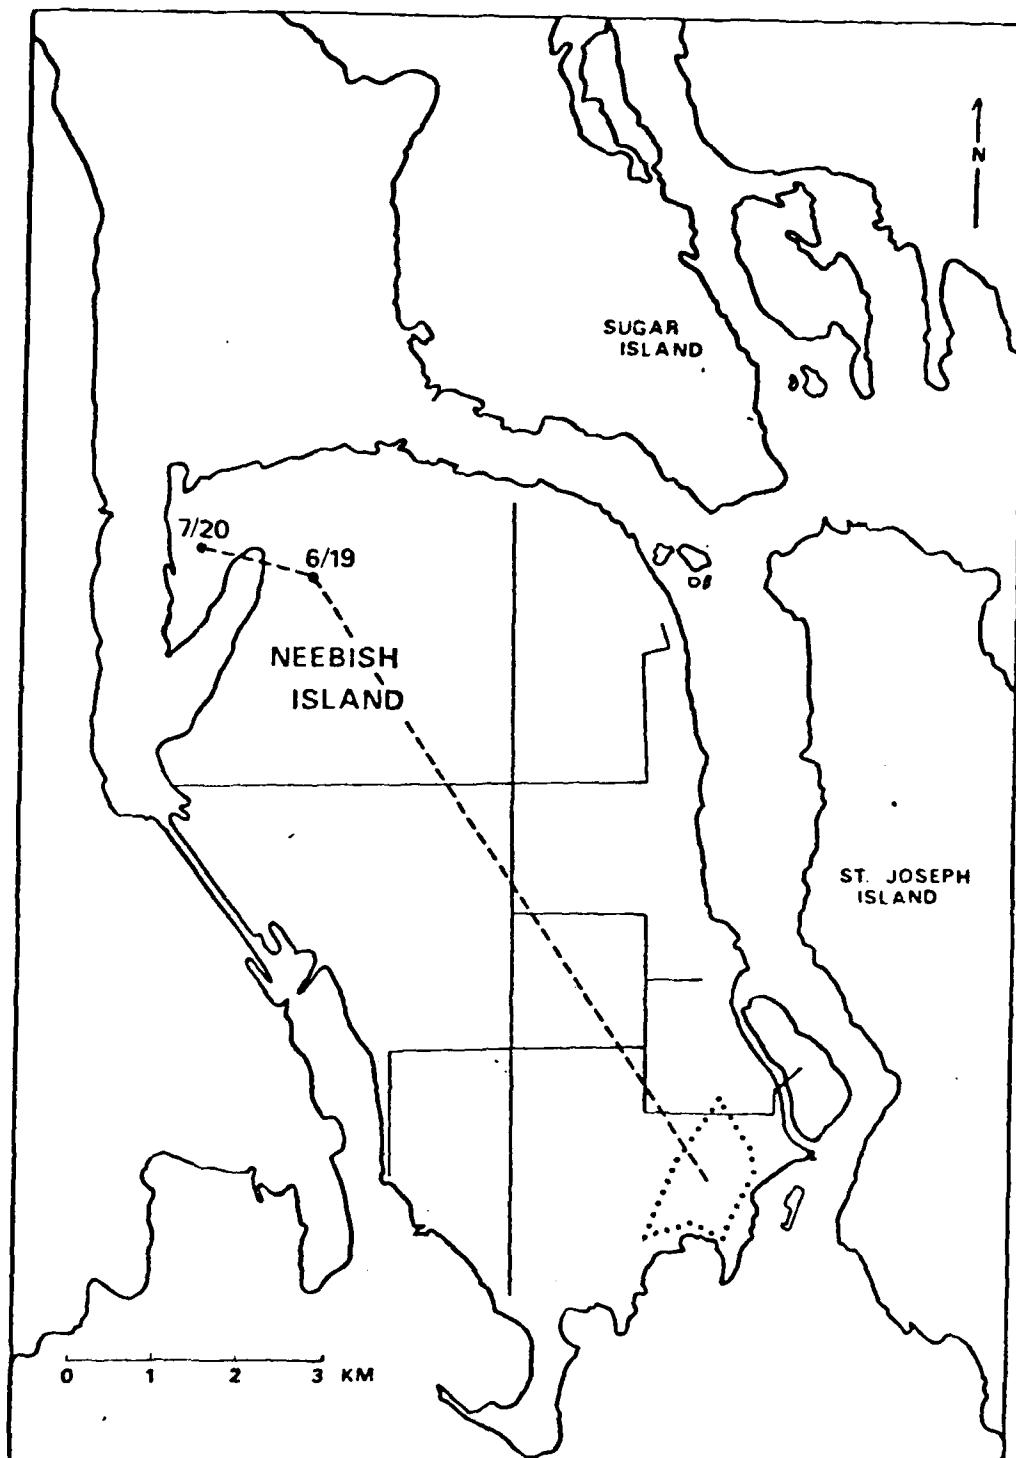 N
SUGAR
ISLAND
7/20
6/19
NEEBISH
ISLAND
ST. JOSEPH
ISLAND
0 1 2 3 KM